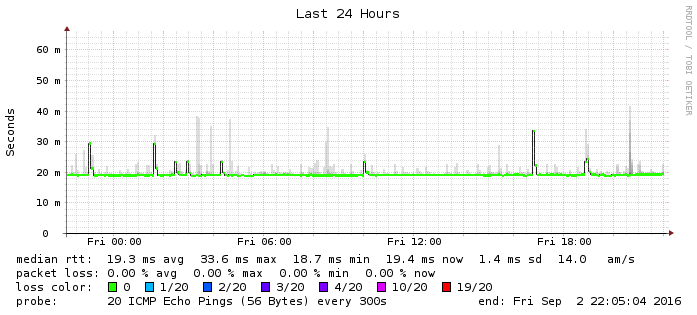 Last 24 Hours
RRDTOOL / TOBI OETIKER
Seconds
60 m
50 m
40 m
30 m
20 m
10 m
0
Fri 00:00 Fri 06:00 Fri 12:00 Fri 18:00
median rtt: 19.3 ms avg 33.6 ms max 18.7 ms min 19.4 ms now 1.4 ms sd 14.0 am/s
packet loss: 0.00 % avg 0.00 % max 0.00 % min 0.00 % now
loss color: 0 1/20 2/20 3/20 4/20 10/20 19/20
probe: 20 ICMP Echo Pings (56 Bytes) every 300s end: Fri Sep 2 22:05:04 2016